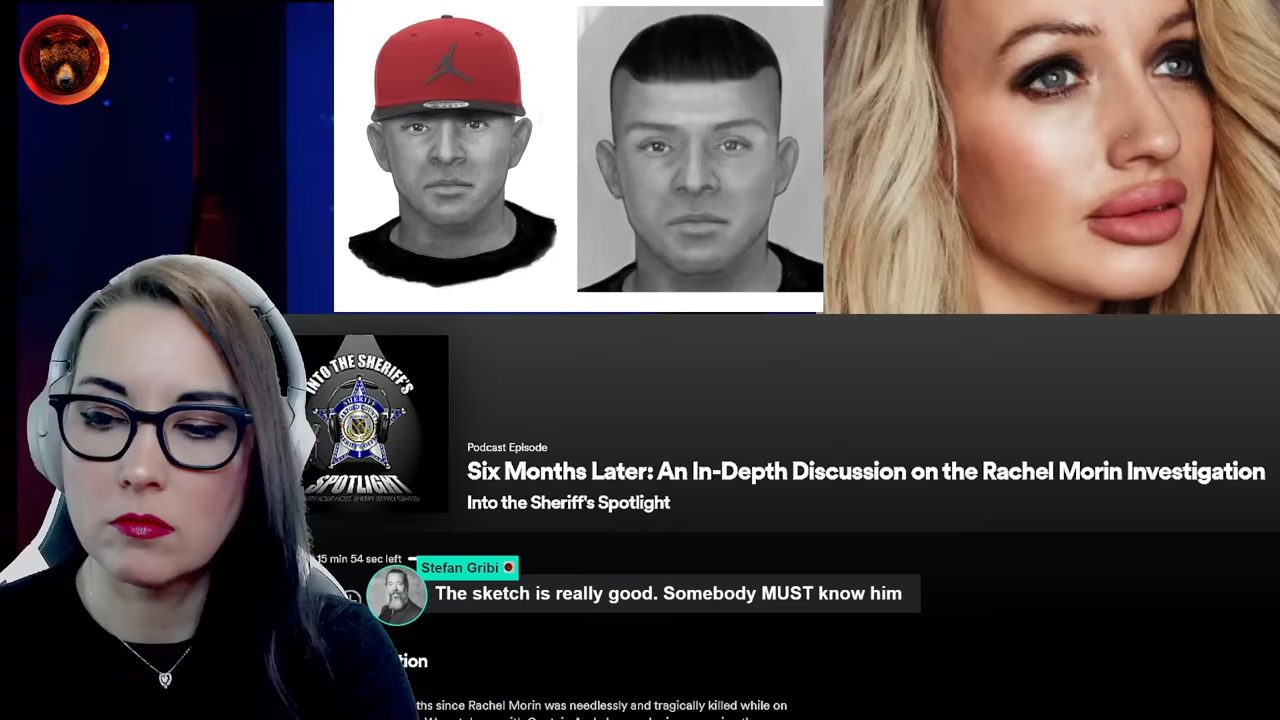 INTO THE SHERIFF'S
SHERIFF
SPOTLIGHT
Podcast Episode
Six Months Later: An In-Depth Discussion on the Rachel Morin Investigation
Into the Sheriff's Spotlight
15 min 54 sec left
Stefan Gribi
The sketch is really good. Somebody MUST know him
tion
ths since Rachel Morin was needlessly and tragically killed while on